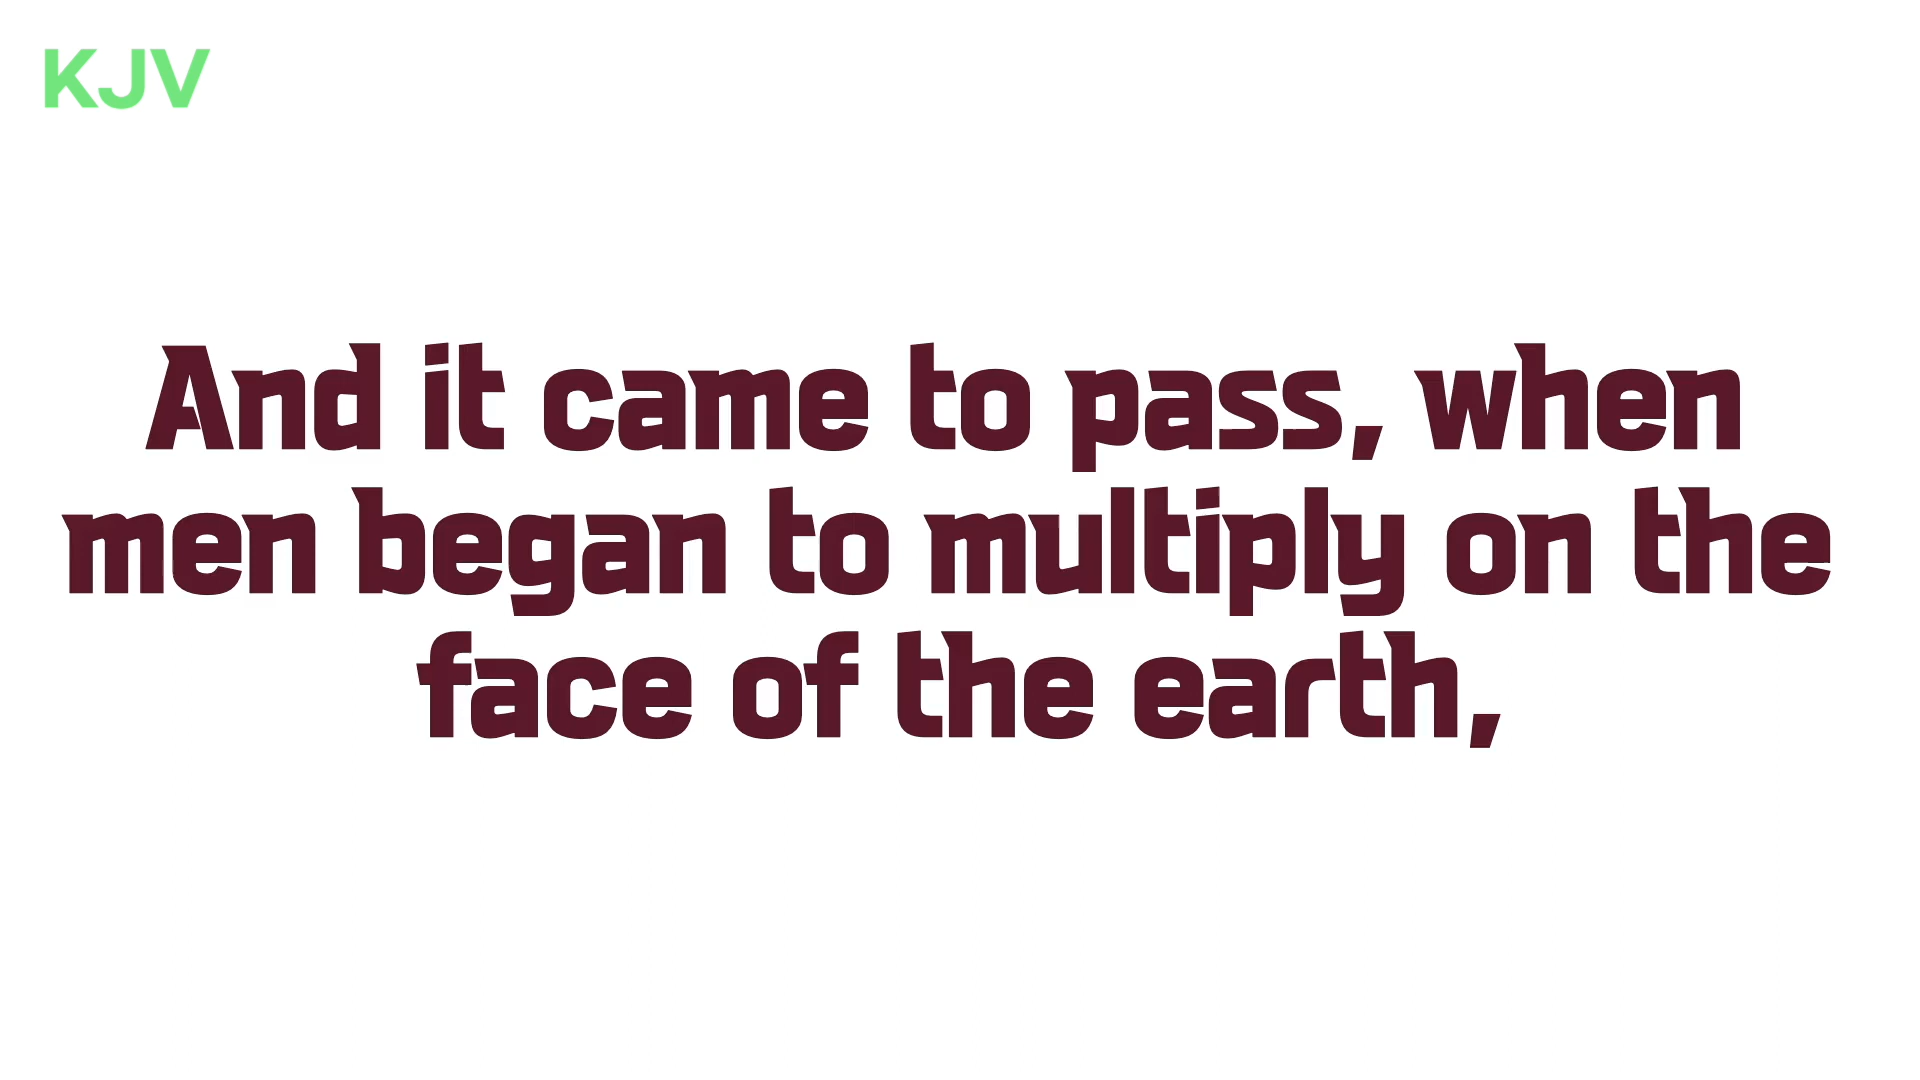 KJV
And it came to pass, when
men began to multiply on the
face of the earth,